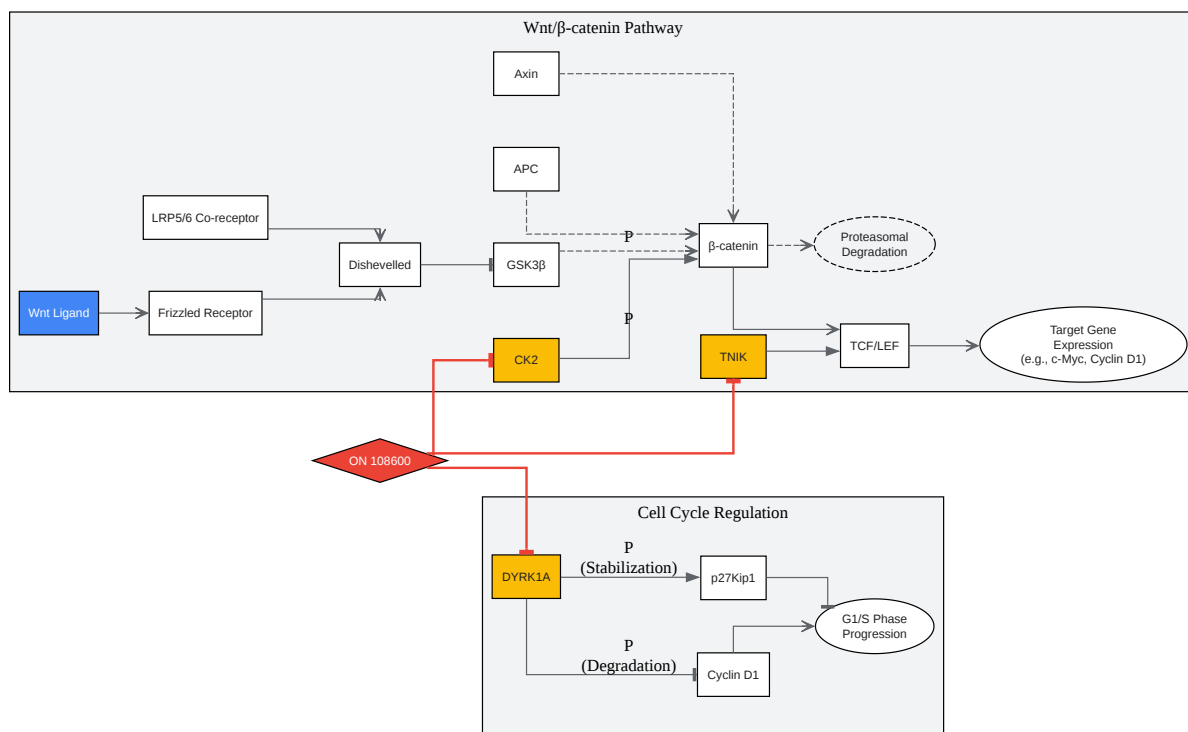 Wnt/β-catenin Pathway
Axin
APC
LRP5/6 Co-receptor
P
β-catenin
Proteasomal
Degradation
Dishevelled
GSK3β
Wnt Ligand
Frizzled Receptor
P
CK2
TNIK
TCF/LEF
Target Gene
Expression
(e.g., c-Myc, Cyclin D1)
ON 108600
Cell Cycle Regulation
DYRK1A
P
(Stabilization)
p27Kip1
G1/S Phase
Progression
P
(Degradation)
Cyclin D1